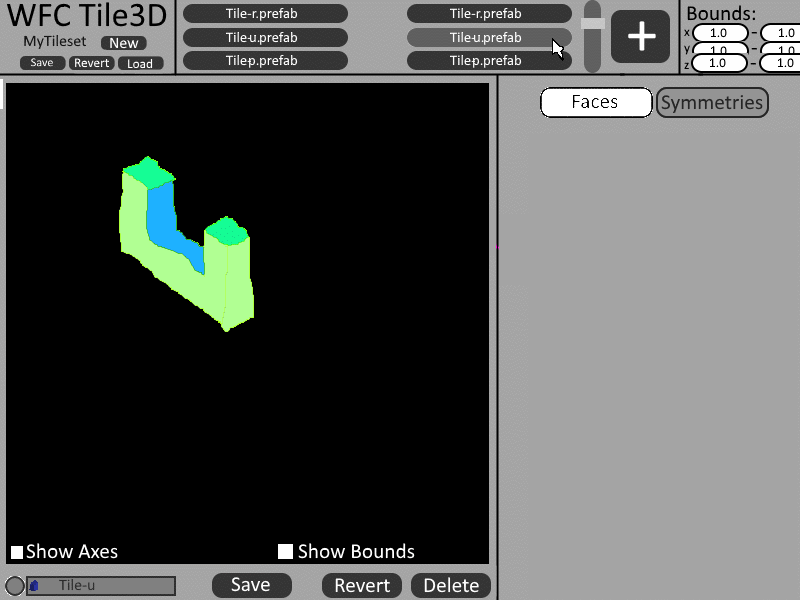 WFC Tile3D
MyTileset New
Save Revert Load
Tile-r.prefab Tile-r.prefab
Tile-u.prefab Tile-u.prefab
Tile-p.prefab Tile-p.prefab
+
Bounds:
x 1.0 - 1.0
y 1.0 - 1.0
z 1.0 - 1.0
Faces Symmetries
Show Axes Show Bounds
Tile-u Save Revert Delete